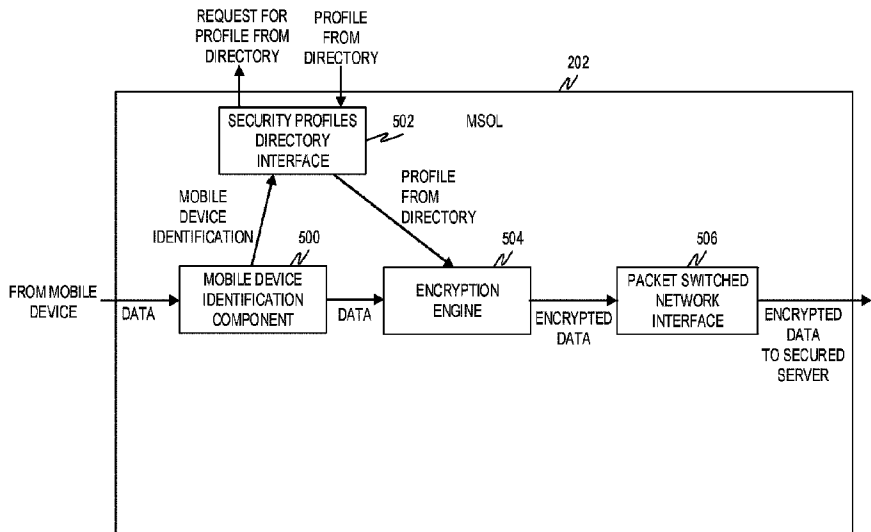 REQUEST FOR
PROFILE FROM
DIRECTORY
PROFILE
FROM
DIRECTORY
202
SECURITY PROFILES
DIRECTORY
INTERFACE
502
MSOL
MOBILE
DEVICE
IDENTIFICATION
PROFILE
FROM
DIRECTORY
500
504
506
FROM MOBILE
DEVICE
DATA
MOBILE DEVICE
IDENTIFICATION
COMPONENT
DATA
ENCRYPTION
ENGINE
ENCRYPTED
DATA
PACKET SWITCHED
NETWORK
INTERFACE
ENCRYPTED
DATA
TO SECURED
SERVER